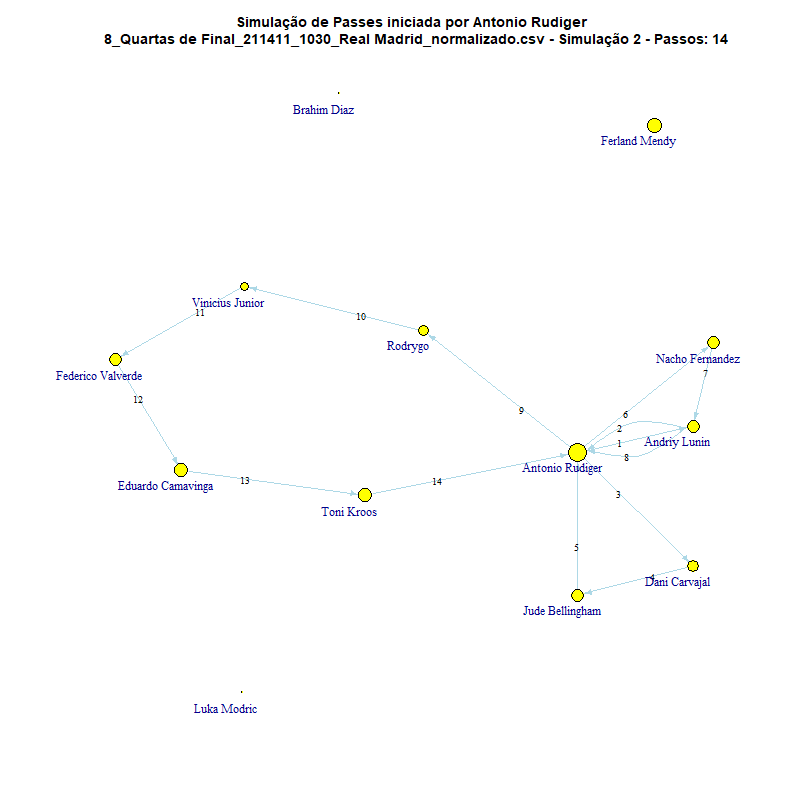 Simulação de Passes iniciada por Antonio Rudiger
8_Quartas de Final_211411_1030_Real Madrid_normalizado.csv - Simulação 2 - Passos: 14
Brahim Diaz
Ferland Mendy
Vinicius Junior
11
10
Rodrygo
Nacho Fernandez
7
Federico Valverde
12
9
6
2
1
Andriy Lunin
8
Antonio Rudiger
Eduardo Camavinga
13
14
Toni Kroos
3
5
4
Dani Carvajal
Jude Bellingham
Luka Modric